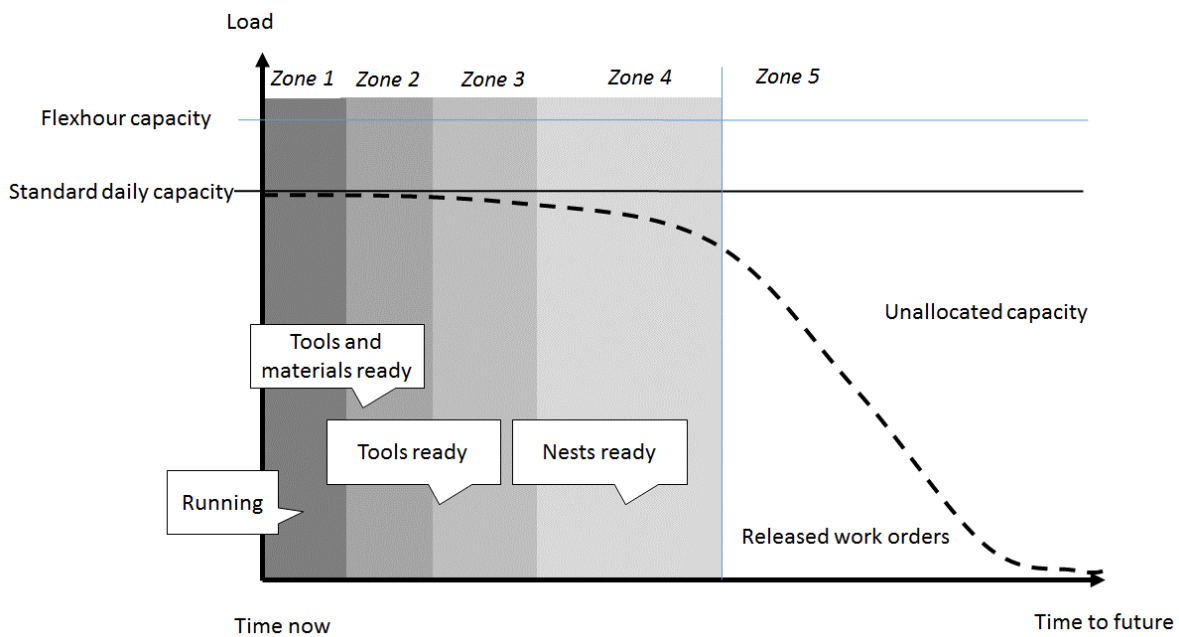 Load
Zone 1
Zone 2
Zone 3
Zone 4
Zone 5
Flexhour capacity
Standard daily capacity
Unallocated capacity
Tools and
materials ready
Tools ready
Nests ready
Running
Released work orders
Time now
Time to future